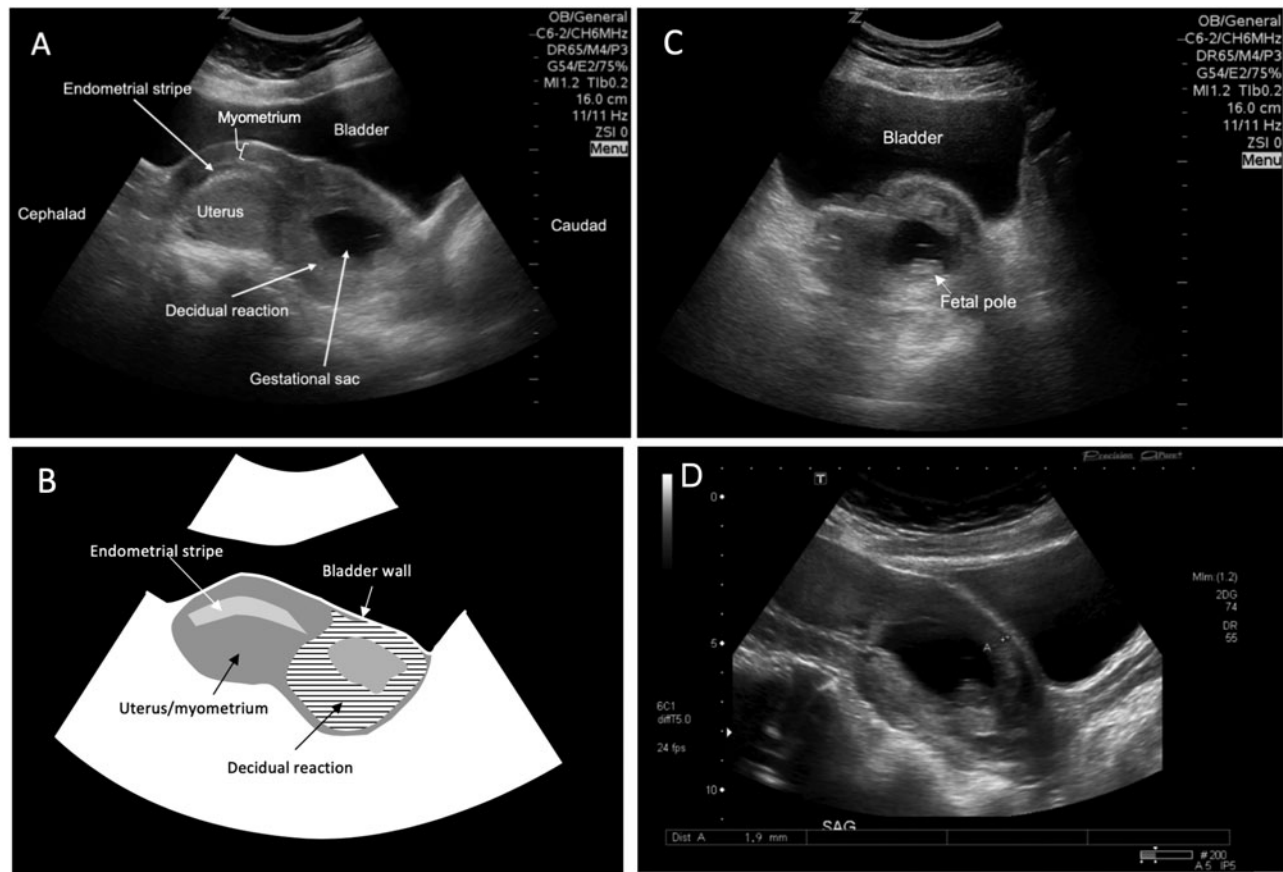 A
Z
OB/General
C6-2/CH6MHz
DR65/M4/P3
G54/E2/75%
MI1.2 TIb0.2
16.0 cm
11/11 Hz
ZSI 0
Menu
Endometrial stripe
Myometrium
Bladder
Cephalad
Uterus
Caudad
Decidual reaction
Gestational sac
C
Z
OB/General
C6-2/CH6MHz
DR65/M4/P3
G54/E2/75%
MI1.2 TIb0.2
16.0 cm
11/11 Hz
ZSI 0
Menu
Bladder
Fetal pole
B
Endometrial stripe
Bladder wall
Uterus/myometrium
Decidual reaction
D
Precision
T
0
MIm (1.2)
2DG
74
DR
55
A
5
6C1
diffT5.0
24 fps
10
SAG
Dist A 1.9 mm
#200
A 5 IP5